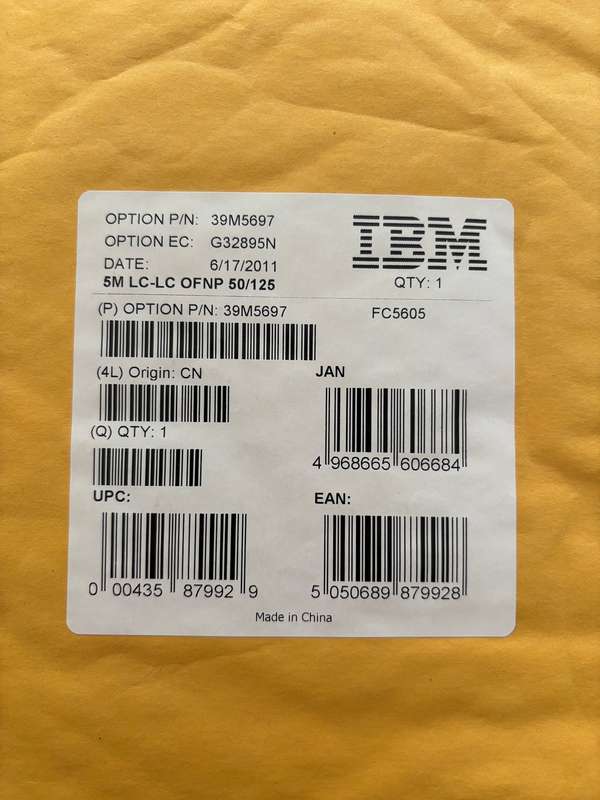 OPTION P/N: 39M5697
OPTION EC: G32895N
DATE: 6/17/2011
5M LC-LC OFNP 50/125
IBM
QTY: 1
(P) OPTION P/N: 39M5697
FC5605
(4L) Origin: CN
JAN
4 968665 606684
(Q) QTY: 1
UPC:
0 00435 87992 9
EAN:
5 050689 879928
Made in China